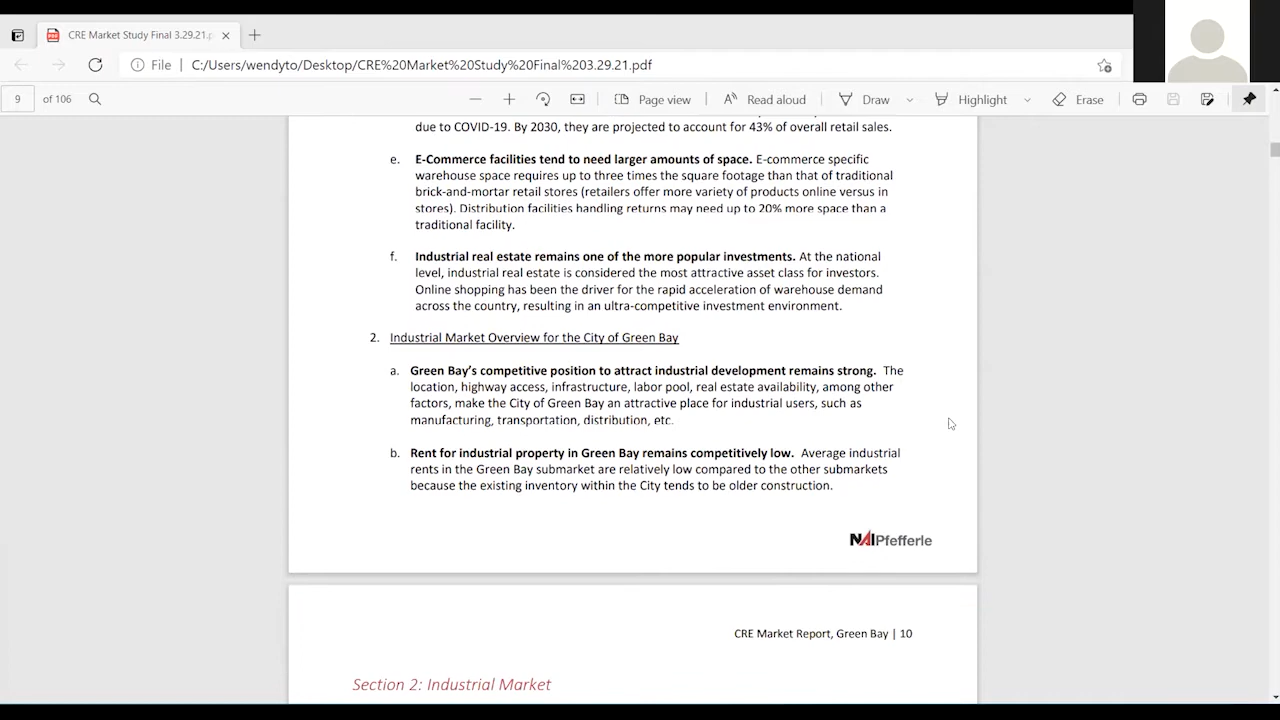 CRE Market Study Final 3.29.21.p
File | C:/Users/wendyto/Desktop/CRE%20Market%20Study%20Final%203.29.21.pdf
9 of 106 Page view Read aloud Draw Highlight Erase
due to COVID-19. By 2030, they are projected to account for 43% of overall retail sales.
e. E-Commerce facilities tend to need larger amounts of space. E-commerce specific
warehouse space requires up to three times the square footage than that of traditional
brick-and-mortar retail stores (retailers offer more variety of products online versus in
stores). Distribution facilities handling returns may need up to 20% more space than a
traditional facility.
f. Industrial real estate remains one of the more popular investments. At the national
level, industrial real estate is considered the most attractive asset class for investors.
Online shopping has been the driver for the rapid acceleration of warehouse demand
across the country, resulting in an ultra-competitive investment environment.
2. Industrial Market Overview for the City of Green Bay
a. Green Bay's competitive position to attract industrial development remains strong. The
location, highway access, infrastructure, labor pool, real estate availability, among other
factors, make the City of Green Bay an attractive place for industrial users, such as
manufacturing, transportation, distribution, etc.
b. Rent for industrial property in Green Bay remains competitively low. Average industrial
rents in the Green Bay submarket are relatively low compared to the other submarkets
because the existing inventory within the City tends to be older construction.
NAIPfefferle
CRE Market Report, Green Bay | 10
Section 2: Industrial Market